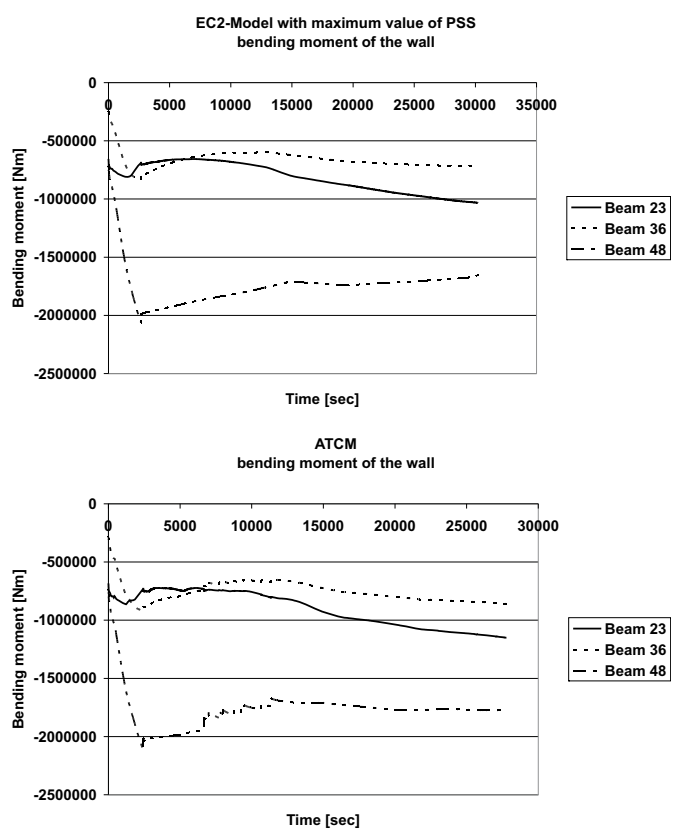 EC2-Model with maximum value of PSS
bending moment of the wall
0
0 5000 10000 15000 20000 25000 30000 35000
-500000
-1000000
-1500000
-2000000
-2500000
Bending moment [Nm]
Time [sec]
Beam 23
Beam 36
Beam 48
ATCM
bending moment of the wall
0
0 5000 10000 15000 20000 25000 30000
-500000
-1000000
-1500000
-2000000
-2500000
Bending moment [Nm]
Time [sec]
Beam 23
Beam 36
Beam 48